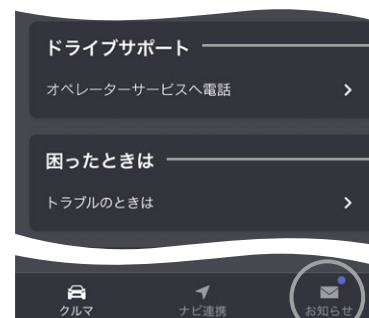 ドライブサポート
オペレーターサービスへ電話
困ったときは
トラブルのときは
クルマ ナビ連携 お知らせ